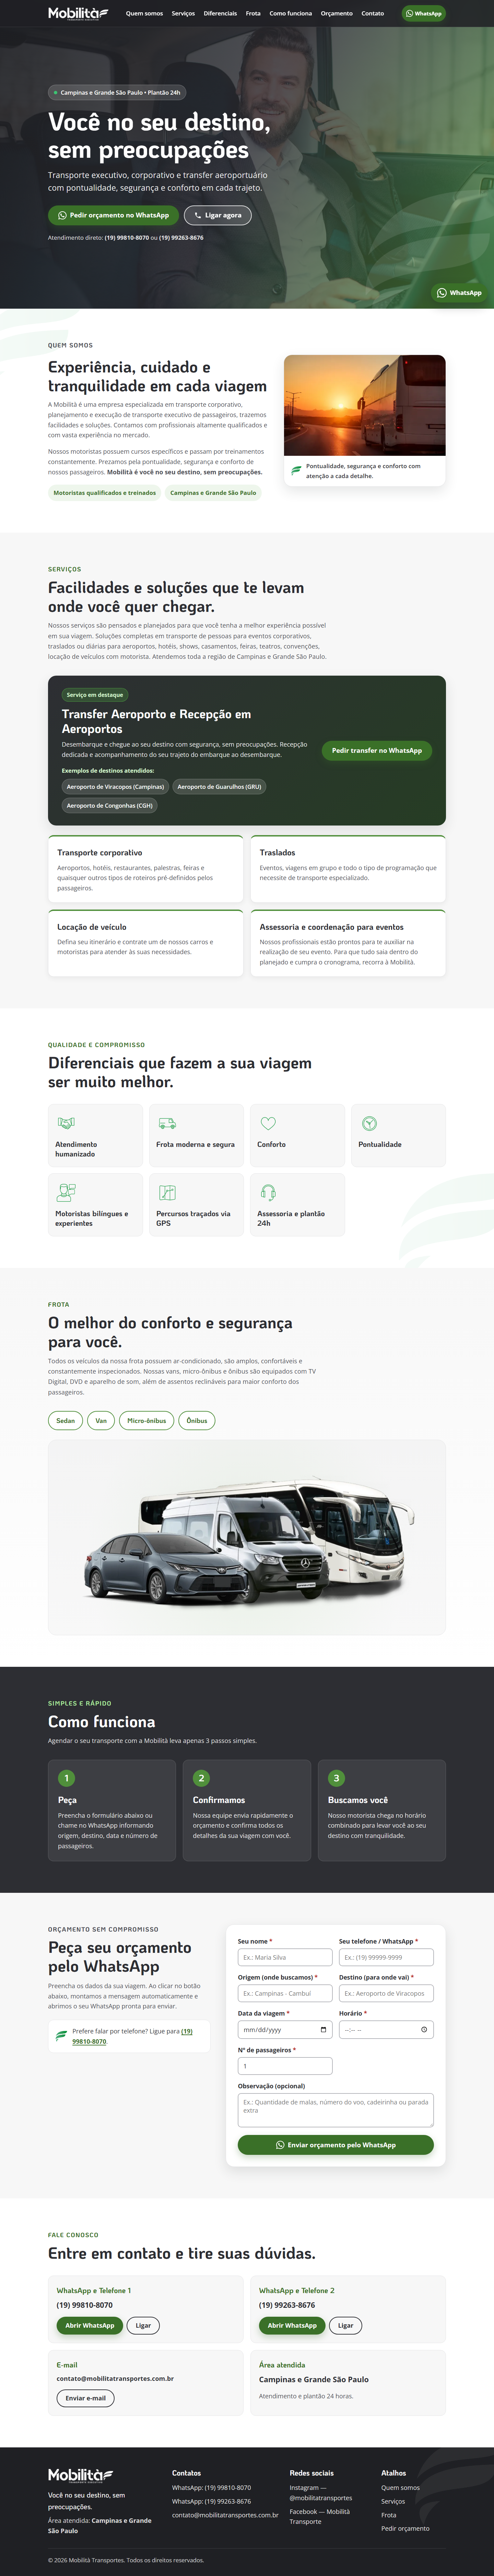 Mobilità
Quem somos Serviços Diferenciais Frota Como funciona Orçamento Contato WhatsApp
Campinas e Grande São Paulo • Plantão 24h
Você no seu destino,
sem preocupações
Transporte executivo, corporativo e transfer aeroportuário
com pontualidade, segurança e conforto em cada trajeto.
Pedir orçamento no WhatsApp Ligar agora
Atendimento direto: (19) 99810-8070 ou (19) 99263-8676
WhatsApp
QUEM SOMOS
Experiência, cuidado e
tranquilidade em cada viagem
A Mobilitá é uma empresa especializada em transporte corporativo,
planejamento e execução de transporte executivo de passageiros, trazemos
facilidades e soluções. Contamos com profissionais altamente qualificados e
com vasta experiência no mercado.
Nossos motoristas possuem cursos específicos e passam por treinamentos
constantemente. Prezamos pela pontualidade, segurança e conforto de
nossos passageiros. Mobilità é você no seu destino, sem preocupações.
Motoristas qualificados e treinados Campinas e Grande São Paulo
Pontualidade, segurança e conforto com
atenção a cada detalhe.
SERVIÇOS
Facilidades e soluções que te levam
onde você quer chegar.
Nossos serviços são pensados e planejados para que você tenha a melhor experiência possível
em sua viagem. Soluções completas em transporte de pessoas para eventos corporativos,
traslados ou diárias para aeroportos, hotéis, shows, casamentos, feiras, teatros, convenções,
locação de veículos com motorista. Atendemos toda a região de Campinas e Grande São Paulo.
Serviço em destaque
Transfer Aeroporto e Recepção em
Aeroportos
Desembarque e chegue ao seu destino com segurança, sem preocupações. Recepção
dedicada e acompanhamento do seu trajeto do embarque ao desembarque.
Pedir transfer no WhatsApp
Exemplos de destinos atendidos:
Aeroporto de Viracopos (Campinas) Aeroporto de Guarulhos (GRU)
Aeroporto de Congonhas (CGH)
Transporte corporativo
Aeroportos, hotéis, restaurantes, palestras, feiras e
quaisquer outros tipos de roteiros pré-definidos pelos
passageiros.
Traslados
Eventos, viagens em grupo e todo o tipo de programação que
necessite de transporte especializado.
Locação de veículo
Defina seu itinerário e contrate um de nossos carros e
motoristas para atender às suas necessidades.
Assessoria e coordenação para eventos
Nossos profissionais estão prontos para te auxiliar na
realização de seu evento. Para que tudo saia dentro do
planejado e cumpra o cronograma, recorra à Mobilità.
QUALIDADE E COMPROMISSO
Diferenciais que fazem a sua viagem
ser muito melhor.
Atendimento
humanizado
Frota moderna e segura
Conforto
Pontualidade
Motoristas bilíngues e
experientes
Percursos traçados via
GPS
Assessoria e plantão
24h
FROTA
O melhor do conforto e segurança
para você.
Todos os veículos da nossa frota possuem ar-condicionado, são amplos, confortáveis e
constantemente inspecionados. Nossas vans, micro-ônibus e ônibus são equipados com TV
Digital, DVD e aparelho de som, além de assentos reclináveis para maior conforto dos
passageiros.
Sedan Van Micro-ônibus Ônibus
SIMPLES E RÁPIDO
Como funciona
Agendar o seu transporte com a Mobilità leva apenas 3 passos simples.
1
Peça
Preencha o formulário abaixo ou
chame no WhatsApp informando
origem, destino, data e número de
passageiros.
2
Confirmamos
Nossa equipe envia rapidamente o
orçamento e confirma todos os
detalhes da sua viagem com você.
3
Buscamos você
Nosso motorista chega no horário
combinado para levar você ao seu
destino com tranquilidade.
ORÇAMENTO SEM COMPROMISSO
Peça seu orçamento
pelo WhatsApp
Preencha os dados da sua viagem. Ao clicar no botão
abaixo, montamos a mensagem automaticamente e
abrimos o seu WhatsApp pronta para enviar.
Prefere falar por telefone? Ligue para (19)
99810-8070.
Seu nome * Seu telefone / WhatsApp *
Ex.: Maria Silva Ex.: (19) 99999-9999
Origem (onde buscamos) * Destino (para onde vai) *
Ex.: Campinas - Cambuí Ex.: Aeroporto de Viracopos
Data da viagem * Horário *
mm/dd/yyyy --:-- --
Nº de passageiros *
1
Observação (opcional)
Ex.: Quantidade de malas, número do voo, cadeirinha ou parada
extra
Enviar orçamento pelo WhatsApp
FALE CONOSCO
Entre em contato e tire suas dúvidas.
WhatsApp e Telefone 1
(19) 99810-8070
Abrir WhatsApp Ligar
WhatsApp e Telefone 2
(19) 99263-8676
Abrir WhatsApp Ligar
E-mail
contato@mobilitatransportes.com.br
Enviar e-mail
Área atendida
Campinas e Grande São Paulo
Atendimento e plantão 24 horas.
Mobilità
Você no seu destino, sem
preocupações.
Área atendida: Campinas e Grande
São Paulo
Contatos
WhatsApp: (19) 99810-8070
WhatsApp: (19) 99263-8676
contato@mobilitatransportes.com.br
Redes sociais
Instagram —
@mobilitatransportes
Facebook — Mobilità
Transporte
Atalhos
Quem somos
Serviços
Frota
Pedir orçamento
© 2026 Mobilità Transportes. Todos os direitos reservados.